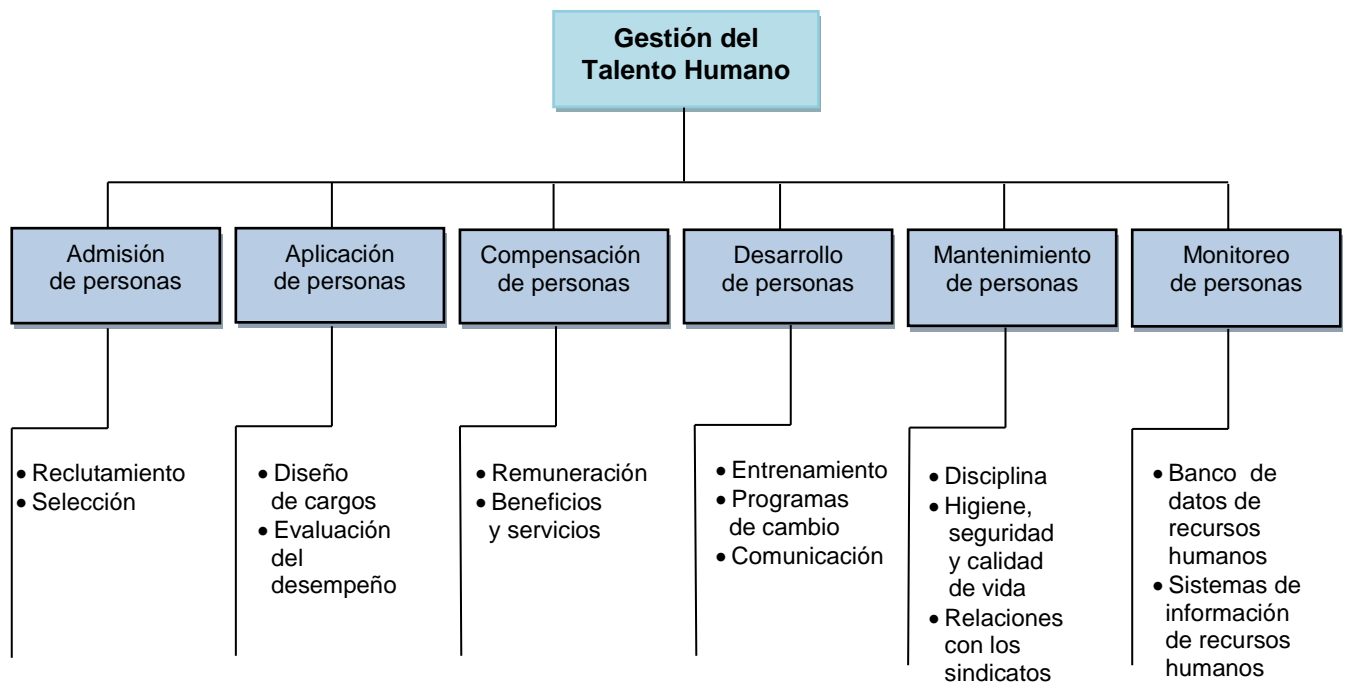 Gestión del
Talento Humano
Admisión
de personas
Aplicación
de personas
Compensación
de personas
Desarrollo
de personas
Mantenimiento
de personas
Monitoreo
de personas
• Reclutamiento
• Selección
• Diseño
de cargos
• Evaluación
del
desempeño
• Remuneración
• Beneficios
y servicios
• Entrenamiento
• Programas
de cambio
• Comunicación
• Disciplina
• Higiene,
seguridad
y calidad
de vida
• Relaciones
con los
sindicatos
• Banco de
datos de
recursos
humanos
• Sistemas de
información
de recursos
humanos